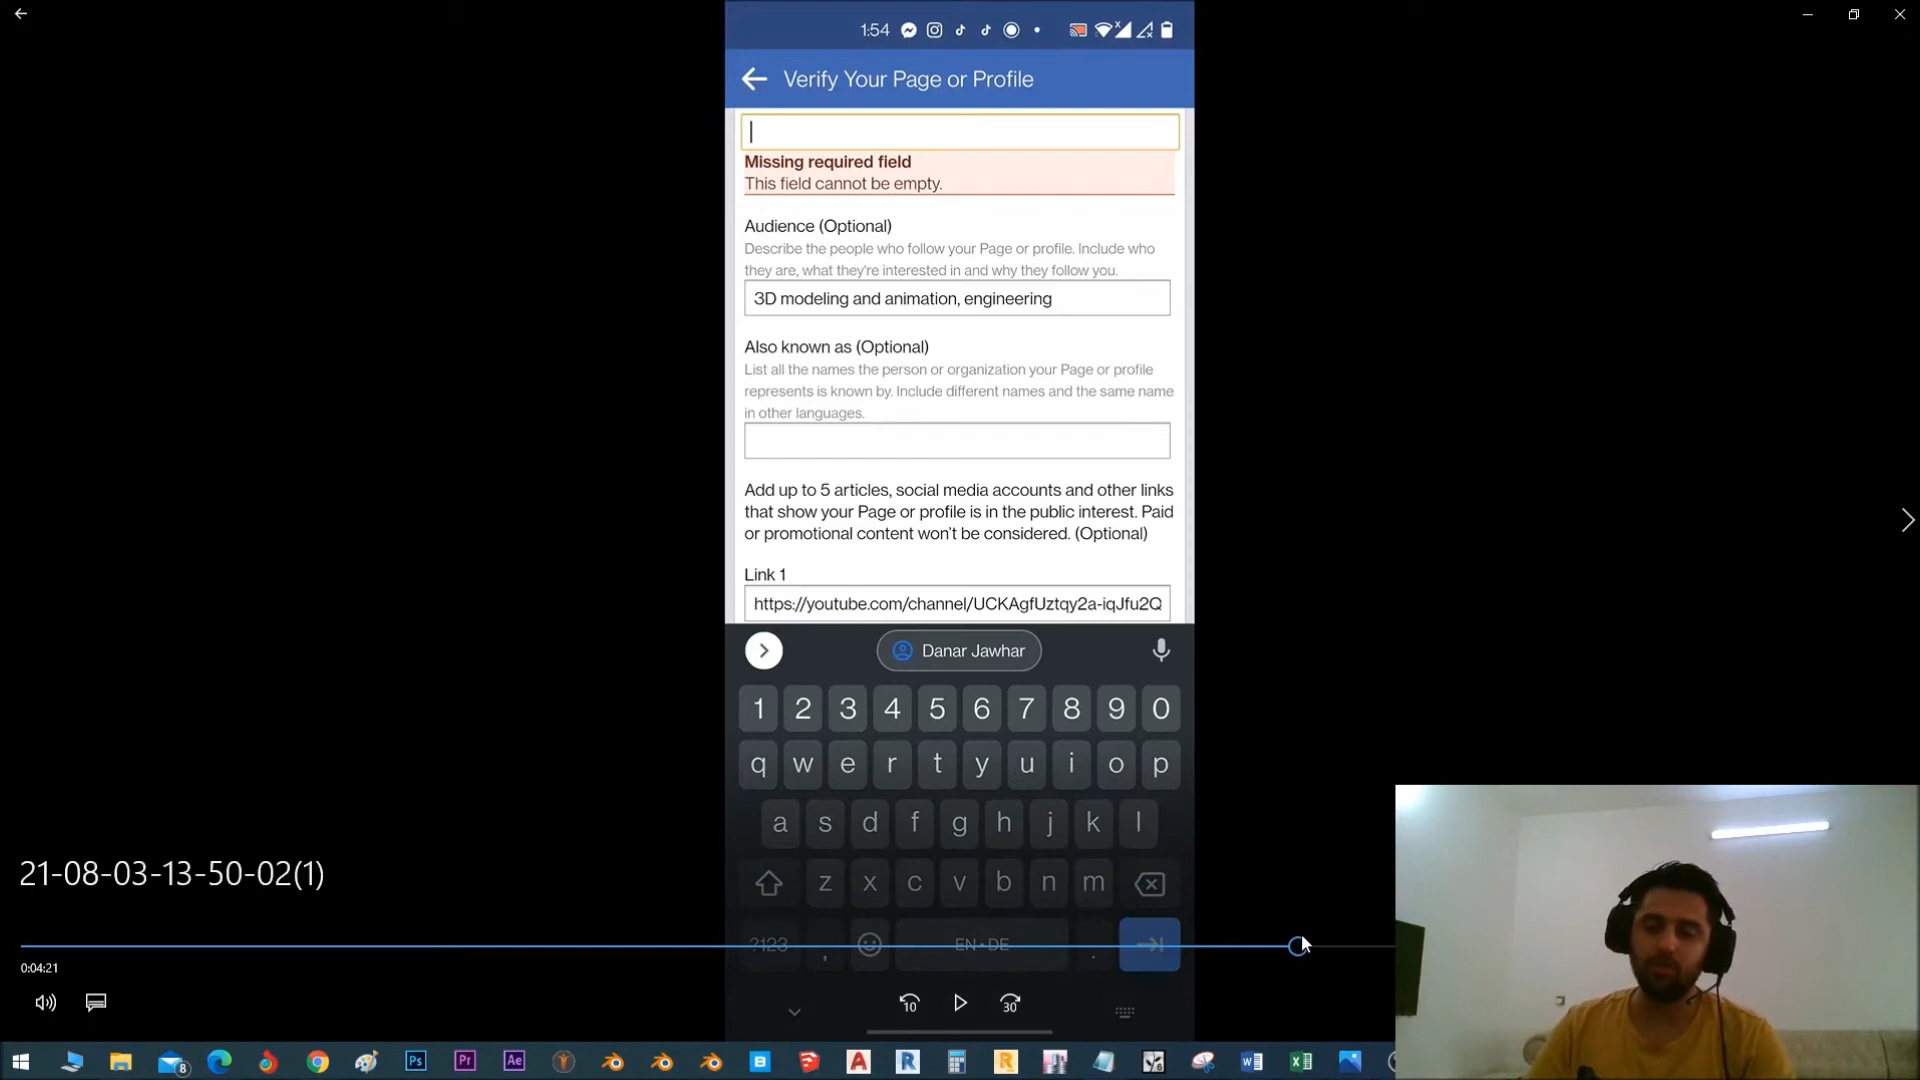 1:54
Verify Your Page or Profile
Missing required field
This field cannot be empty.
Audience (Optional)
Describe the people who follow your Page or profile. Include who
they are, what they're interested in and why they follow you.
3D modeling and animation, engineering
Also known as (Optional)
List all the names the person or organization your Page or profile
represents is known by. Include different names and the same name
in other languages.
Add up to 5 articles, social media accounts and other links
that show your Page or profile is in the public interest. Paid
or promotional content won't be considered. (Optional)
Link 1
https://youtube.com/channel/UCKAgfUztqy2a-iqJfu2Q
Danar Jawhar
1 2 3 4 5 6 7 8 9 0
q w e r t y u i o p
a s d f g h j k l
z x c v b n m
?123 , EN • DE .
21-08-03-13-50-02(1)
0:04:21
10 30
8 Ps Pr Ae B A R R 6 W X